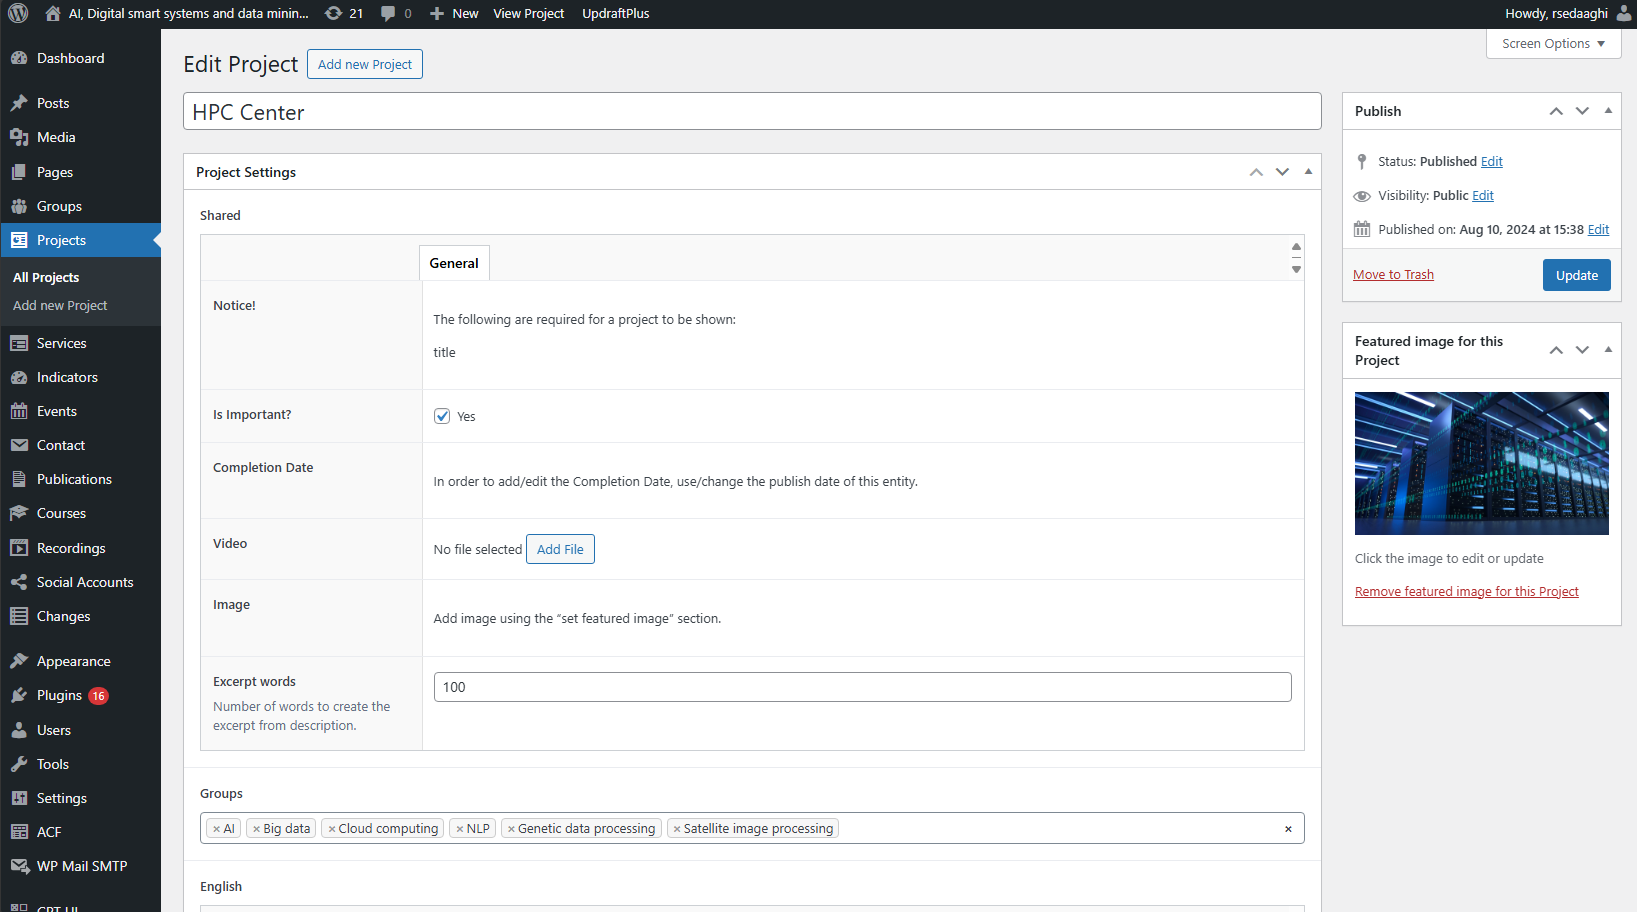 AI, Digital smart systems and data minin...
21
0
New
View Project
UpdraftPlus
Howdy, rsedaaghi
Screen Options
Dashboard
Posts
Media
Pages
Groups
Projects
All Projects
Add new Project
Services
Indicators
Events
Contact
Publications
Courses
Recordings
Social Accounts
Changes
Appearance
Plugins 16
Users
Tools
Settings
ACF
WP Mail SMTP
CPT UI
Edit Project
Add new Project
HPC Center
Project Settings
Shared
General
Notice!
The following are required for a project to be shown:
title
Is Important?
Yes
Completion Date
In order to add/edit the Completion Date, use/change the publish date of this entity.
Video
No file selected
Add File
Image
Add image using the “set featured image” section.
Excerpt words
Number of words to create the
excerpt from description.
100
Groups
× AI
× Big data
× Cloud computing
× NLP
× Genetic data processing
× Satellite image processing
×
English
Publish
Status: Published Edit
Visibility: Public Edit
Published on: Aug 10, 2024 at 15:38 Edit
Move to Trash
Update
Featured image for this
Project
Click the image to edit or update
Remove featured image for this Project